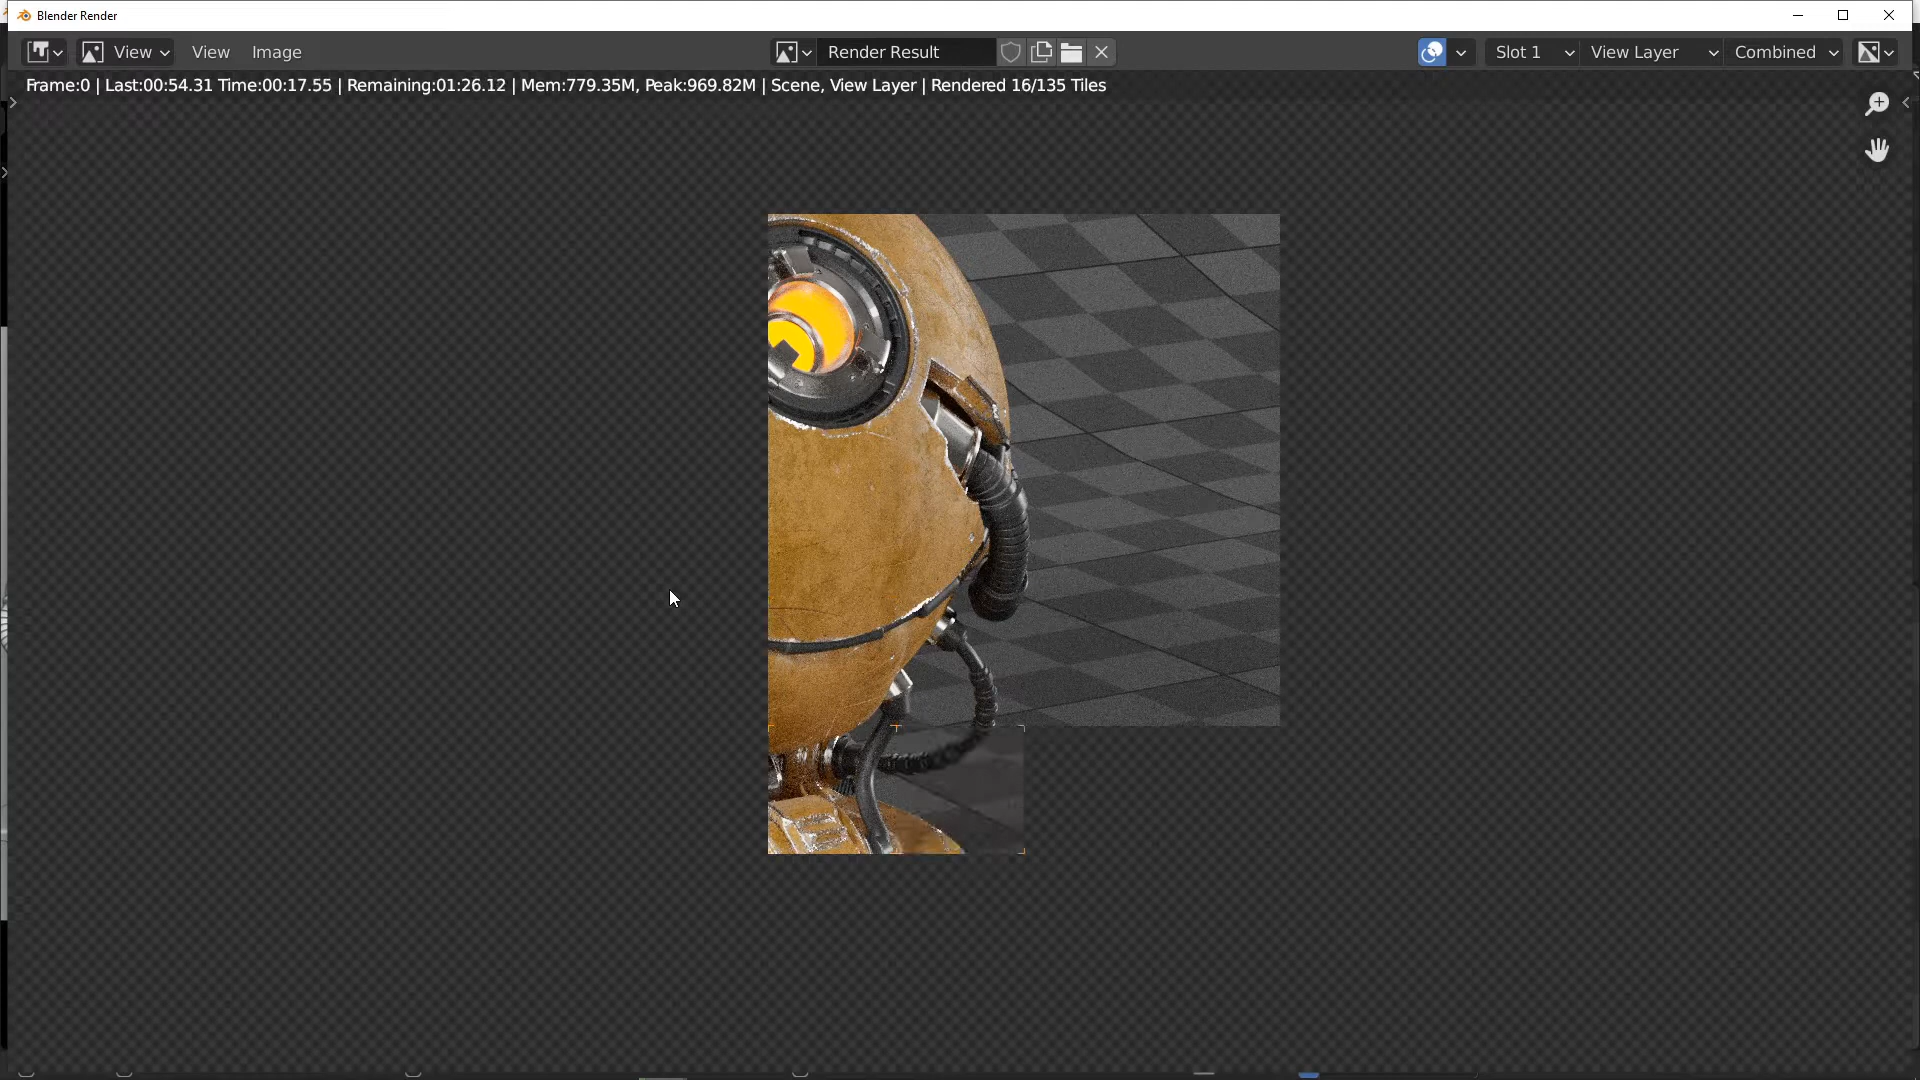 Blender Render
View View Image Render Result Slot 1 View Layer Combined
Frame:0 | Last:00:54.31 Time:00:17.55 | Remaining:01:26.12 | Mem:779.35M, Peak:969.82M | Scene, View Layer | Rendered 16/135 Tiles